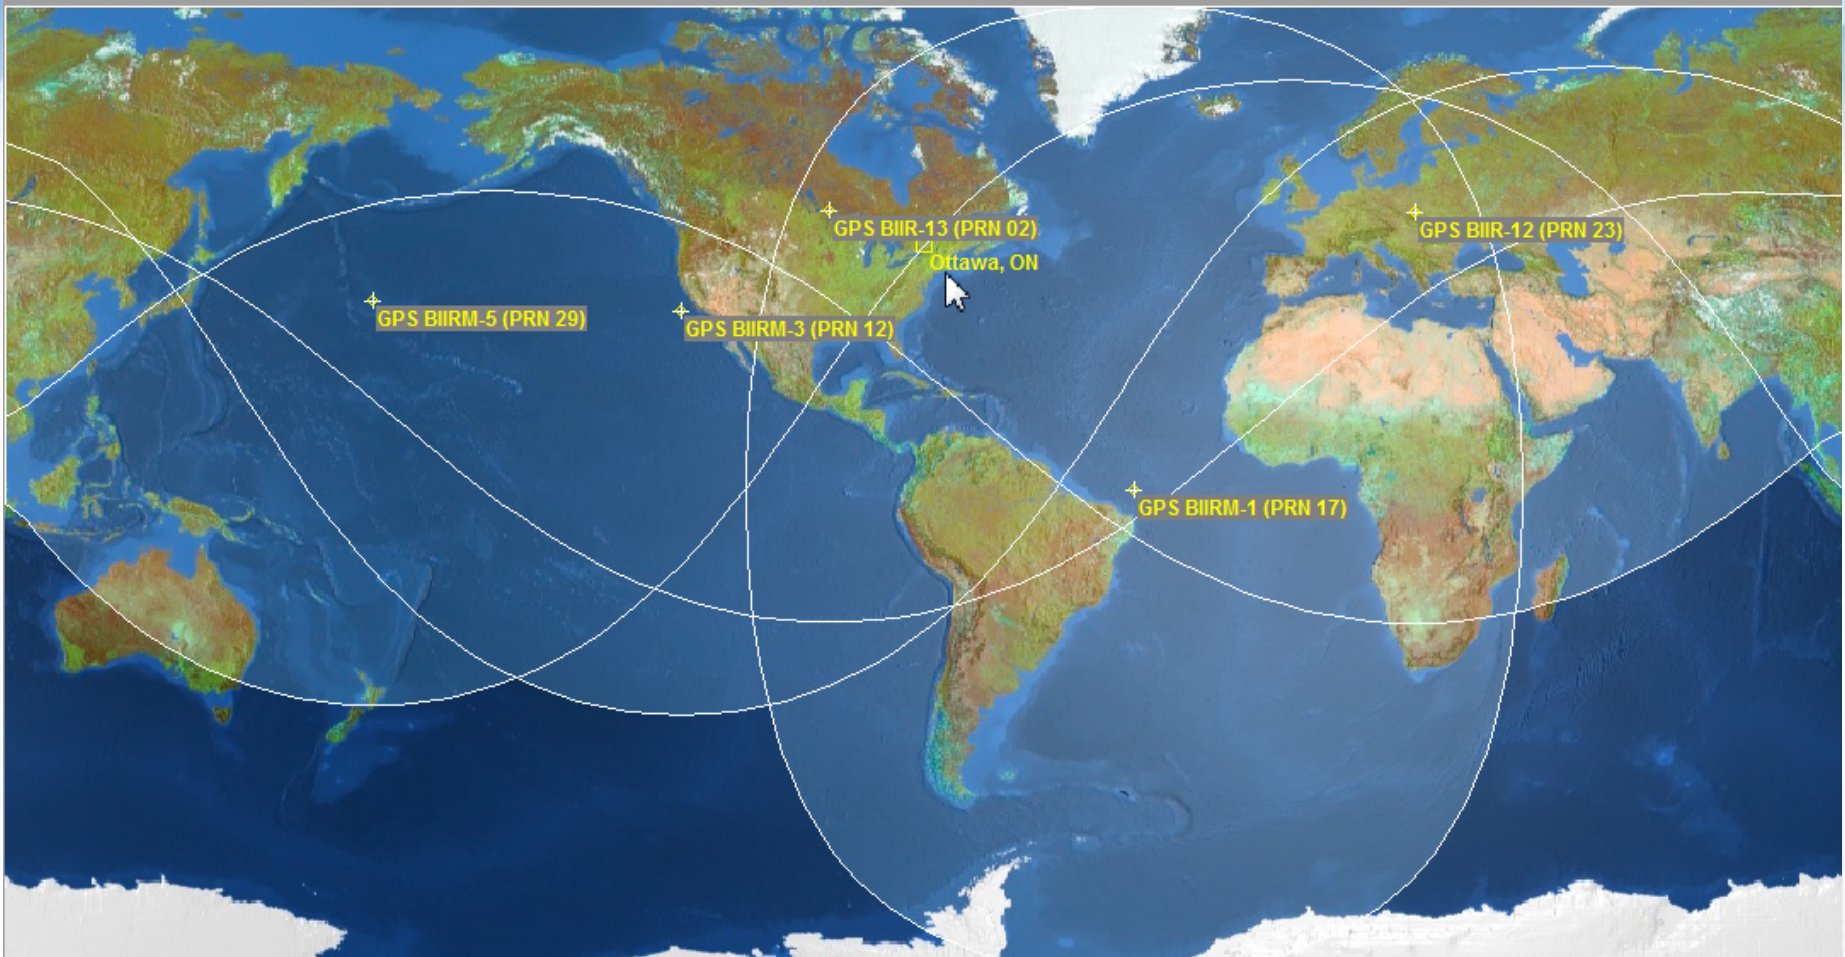 GPS BIIR-13 (PRN 02)
GPS BIIR-12 (PRN 23)
Ottawa, ON
GPS BIIRM-5 (PRN 29)
GPS BIIRM-3 (PRN 12)
GPS BIIRM-1 (PRN 17)